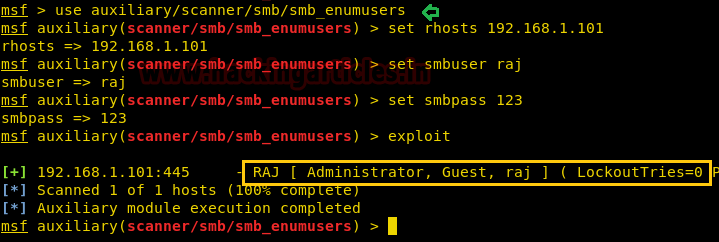 msf > use auxiliary/scanner/smb/smb_enumusers
msf auxiliary(scanner/smb/smb_enumusers) > set rhosts 192.168.1.101
rhosts => 192.168.1.101
msf auxiliary(scanner/smb/smb_enumusers) > set smbuser raj
smbuser => raj
www.hackingarticles.in
msf auxiliary(scanner/smb/smb_enumusers) > set smbpass 123
smbpass => 123
msf auxiliary(scanner/smb/smb_enumusers) > exploit
[+] 192.168.1.101:445 - RAJ [ Administrator, Guest, raj ] ( LockoutTries=0 P
[*] Scanned 1 of 1 hosts (100% complete)
[*] Auxiliary module execution completed
msf auxiliary(scanner/smb/smb_enumusers) >